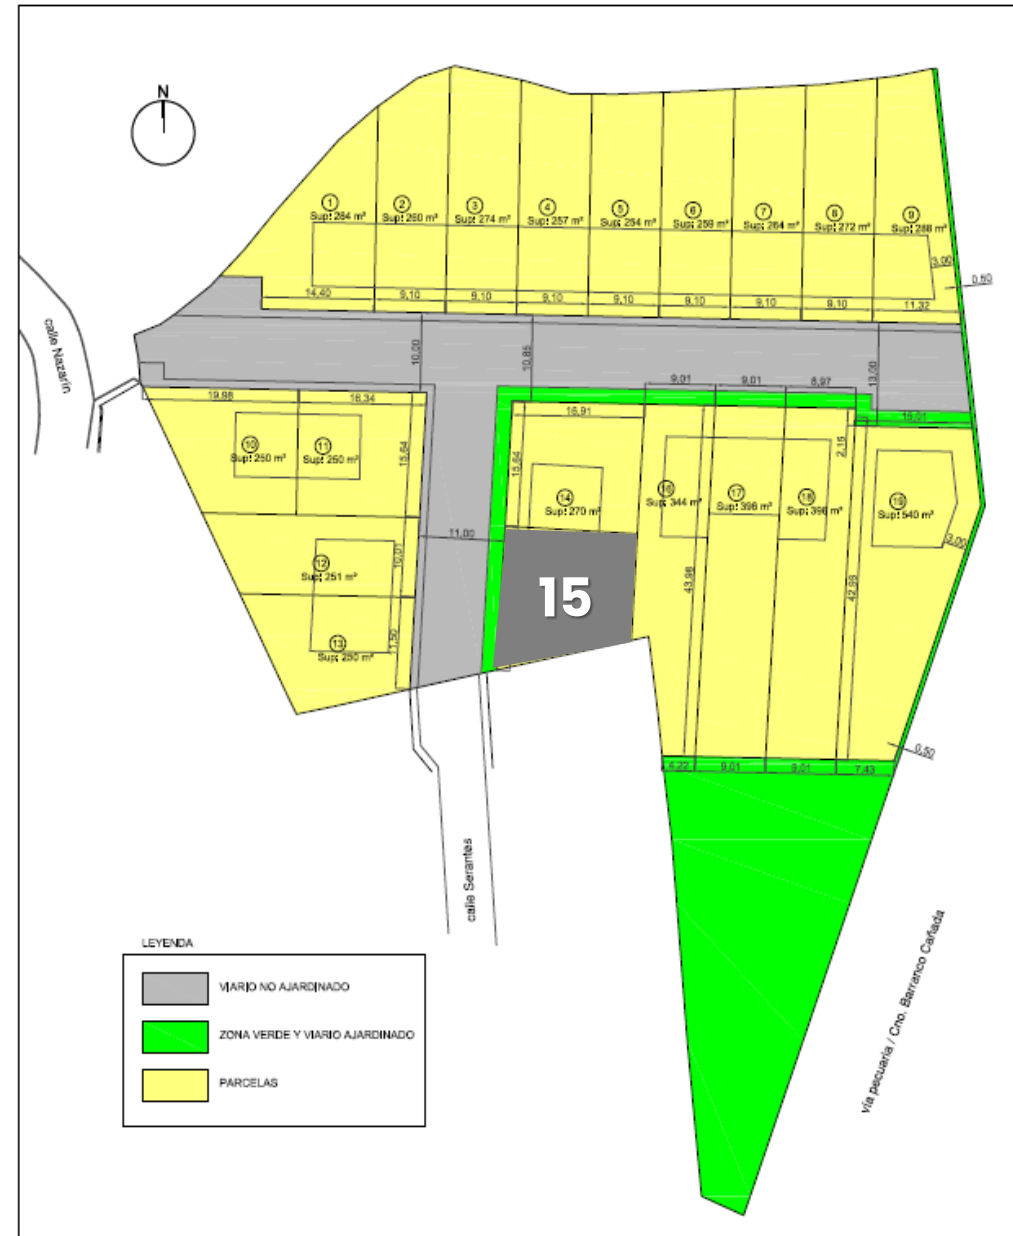 N
1
Sup: 284 m²
2
Sup: 260 m²
3
Sup: 274 m²
4
Sup: 257 m²
5
Sup: 254 m²
6
Sup: 259 m²
7
Sup: 264 m²
8
Sup: 272 m²
9
Sup: 288 m²
3,00
0,50
14,40
9,10
9,10
9,10
9,10
9,10
9,10
9,10
11,32
calle Nazarín
10,00
10,85
13,00
9,01
9,01
8,97
15,01
19,98
16,34
16,91
10
Sup: 250 m²
11
Sup: 250 m²
15,64
15,64
2,15
14
Sup: 270 m²
16
Sup: 344 m²
17
Sup: 396 m²
18
Sup: 396 m²
19
Sup: 540 m²
3,00
11,00
12
Sup: 251 m²
10,01
15
43,98
42,98
13
Sup: 250 m²
11,50
0,50
4,22
9,01
9,01
7,43
calle Serantes
vía pecuaria / Cno. Barranco Cañada
LEYENDA
VIARIO NO AJARDINADO
ZONA VERDE Y VIARIO AJARDINADO
PARCELAS